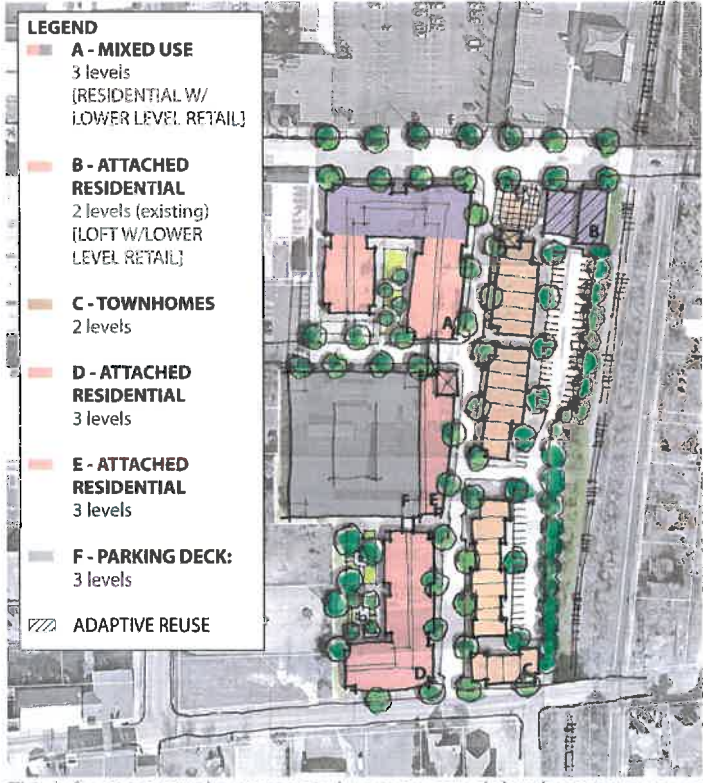 LEGEND
A - MIXED USE
3 levels
[RESIDENTIAL W/
LOWER LEVEL RETAIL]
B - ATTACHED
RESIDENTIAL
2 levels (existing)
[LOFT W/LOWER
LEVEL RETAIL]
C - TOWNHOMES
2 levels
D - ATTACHED
RESIDENTIAL
3 levels
E - ATTACHED
RESIDENTIAL
3 levels
F - PARKING DECK:
3 levels
ADAPTIVE REUSE
B
A
F
E
D
C